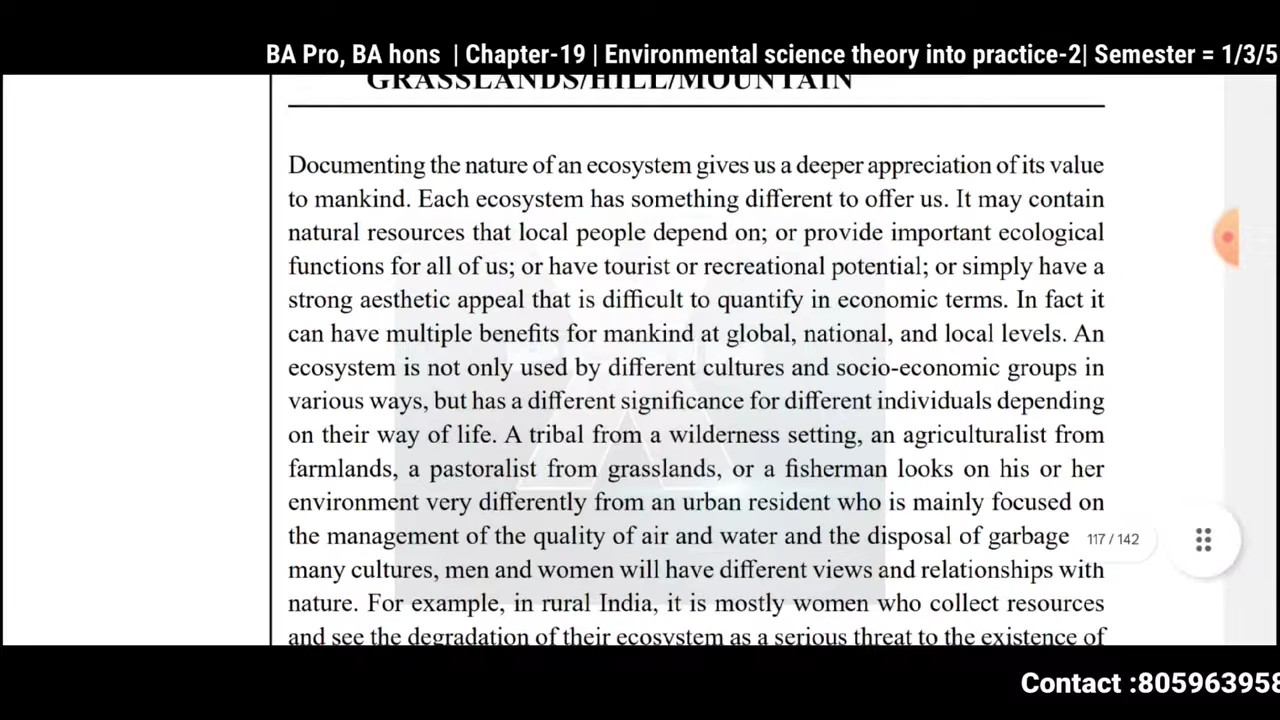 BA Pro, BA hons | Chapter-19 | Environmental science theory into practice-2| Semester = 1/3/5
GRASSLANDS/HILL/MOUNTAIN
Documenting the nature of an ecosystem gives us a deeper appreciation of its value
to mankind. Each ecosystem has something different to offer us. It may contain
natural resources that local people depend on; or provide important ecological
functions for all of us; or have tourist or recreational potential; or simply have a
strong aesthetic appeal that is difficult to quantify in economic terms. In fact it
can have multiple benefits for mankind at global, national, and local levels. An
ecosystem is not only used by different cultures and socio-economic groups in
various ways, but has a different significance for different individuals depending
on their way of life. A tribal from a wilderness setting, an agriculturalist from
farmlands, a pastoralist from grasslands, or a fisherman looks on his or her
environment very differently from an urban resident who is mainly focused on
the management of the quality of air and water and the disposal of garbage
117 / 142
many cultures, men and women will have different views and relationships with
nature. For example, in rural India, it is mostly women who collect resources
and see the degradation of their ecosystem as a serious threat to the existence of
Contact :805963958